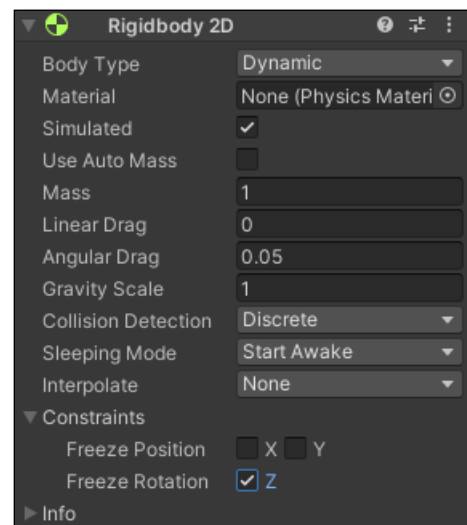 Rigidbody 2D
Body Type Dynamic
Material None (Physics Materi
Simulated
Use Auto Mass
Mass 1
Linear Drag 0
Angular Drag 0.05
Gravity Scale 1
Collision Detection Discrete
Sleeping Mode Start Awake
Interpolate None
Constraints
Freeze Position X Y
Freeze Rotation Z
Info